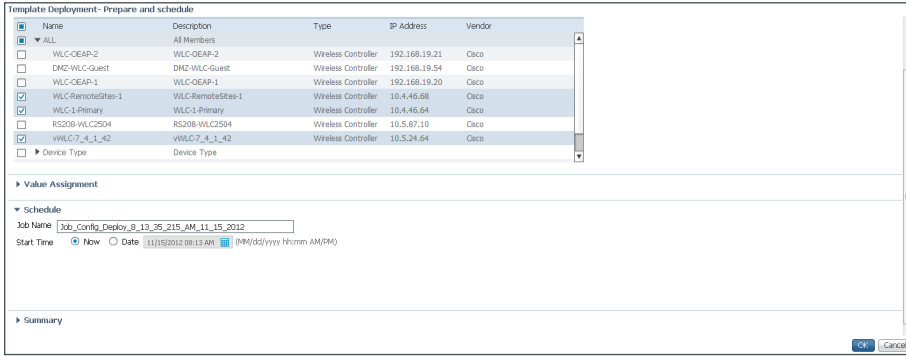 Template Deployment- Prepare and schedule
Name Description Type IP Address Vendor
ALL All Members
WLC-OEAP-2 WLC-OEAP-2 Wireless Controller 192.168.19.21 Cisco
DMZ-WLC-Guest DMZ-WLC-Guest Wireless Controller 192.168.19.54 Cisco
WLC-OEAP-1 WLC-OEAP-1 Wireless Controller 192.168.19.20 Cisco
WLC-RemoteSites-1 WLC-RemoteSites-1 Wireless Controller 10.4.46.68 Cisco
WLC-1-Primary WLC-1-Primary Wireless Controller 10.4.46.64 Cisco
RS208-WLC2504 RS208-WLC2504 Wireless Controller 10.5.87.10 Cisco
vWLC-7_4_1_42 vWLC-7_4_1_42 Wireless Controller 10.5.24.64 Cisco
Device Type Device Type
Value Assignment
Schedule
Job Name Job_Config_Deploy_8_13_35_215_AM_11_15_2012
Start Time Now Date 11/15/2012 08:13 AM (MM/dd/yyyy hh:mm AM/PM)
Summary
OK Cancel